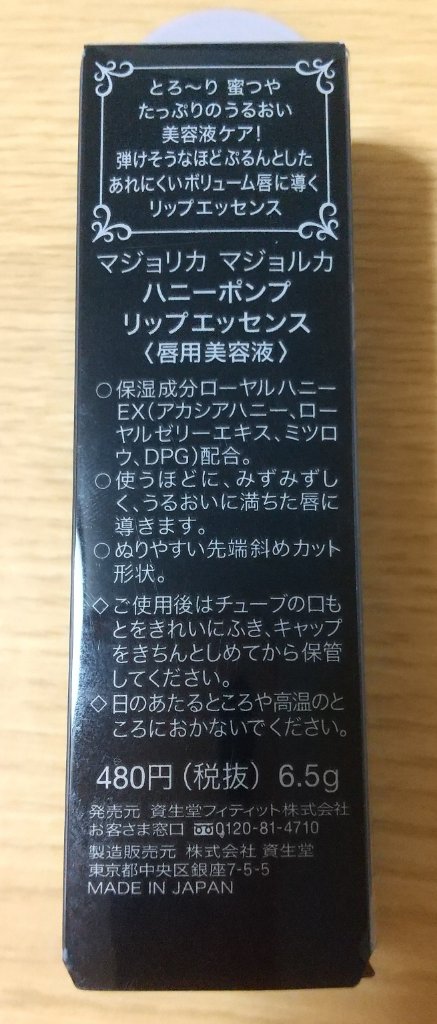 とろ〜り 蜜つや
たっぷりのうるおい
美容液ケア!
弾けそうなほどぷるんとした
あれにくいボリューム唇に導く
リップエッセンス
マジョリカ マジョルカ
ハニーポンプ
リップエッセンス
〈唇用美容液〉
○保湿成分ローヤルハニー
EX(アカシアハニー、ロー
ヤルゼリーエキス、ミツロ
ウ、DPG)配合。
○使うほどに、みずみずし
く、うるおいに満ちた唇に
導きます。
○ぬりやすい先端斜めカット
形状。
◇ご使用後はチューブの口も
とをきれいにふき、キャップ
をきちんとしめてから保管
してください。
◇日のあたるところや高温のと
ころにおかないでください。
480円(税抜) 6.5g
発売元 資生堂フィティット株式会社
お客さま窓口 0120-81-4710
製造販売元 株式会社 資生堂
東京都中央区銀座7-5-5
MADE IN JAPAN